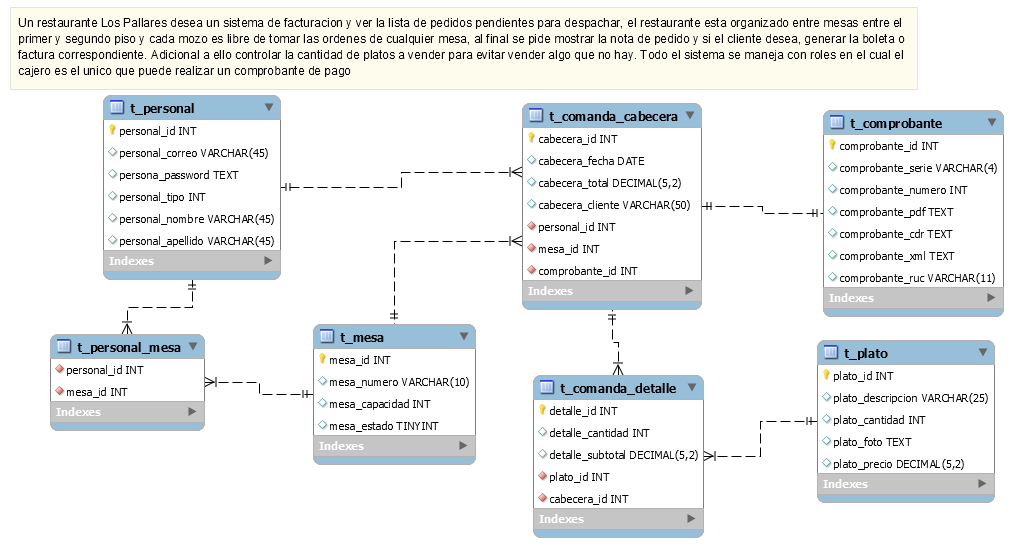 Un restaurante Los Pallares desea un sistema de facturacion y ver la lista de pedidos pendientes para despachar, el restaurante esta organizado entre mesas entre el
primer y segundo piso y cada mozo es libre de tomar las ordenes de cualquier mesa, al final se pide mostrar la nota de pedido y si el cliente desea, generar la boleta o
factura correspondiente. Adicional a ello controlar la cantidad de platos a vender para evitar vender algo que no hay. Todo el sistema se maneja con roles en el cual el
cajero es el unico que puede realizar un comprobante de pago
t_personal
personal_id INT
personal_correo VARCHAR(45)
persona_password TEXT
personal_tipo INT
personal_nombre VARCHAR(45)
personal_apellido VARCHAR(45)
Indexes
t_comanda_cabecera
cabecera_id INT
cabecera_fecha DATE
cabecera_total DECIMAL(5,2)
cabecera_cliente VARCHAR(50)
personal_id INT
mesa_id INT
comprobante_id INT
Indexes
t_comprobante
comprobante_id INT
comprobante_serie VARCHAR(4)
comprobante_numero INT
comprobante_pdf TEXT
comprobante_cdr TEXT
comprobante_xml TEXT
comprobante_ruc VARCHAR(11)
Indexes
t_personal_mesa
personal_id INT
mesa_id INT
Indexes
t_mesa
mesa_id INT
mesa_numero VARCHAR(10)
mesa_capacidad INT
mesa_estado TINYINT
Indexes
t_comanda_detalle
detalle_id INT
detalle_cantidad INT
detalle_subtotal DECIMAL(5,2)
plato_id INT
cabecera_id INT
Indexes
t_plato
plato_id INT
plato_descripcion VARCHAR(25)
plato_cantidad INT
plato_foto TEXT
plato_precio DECIMAL(5,2)
Indexes